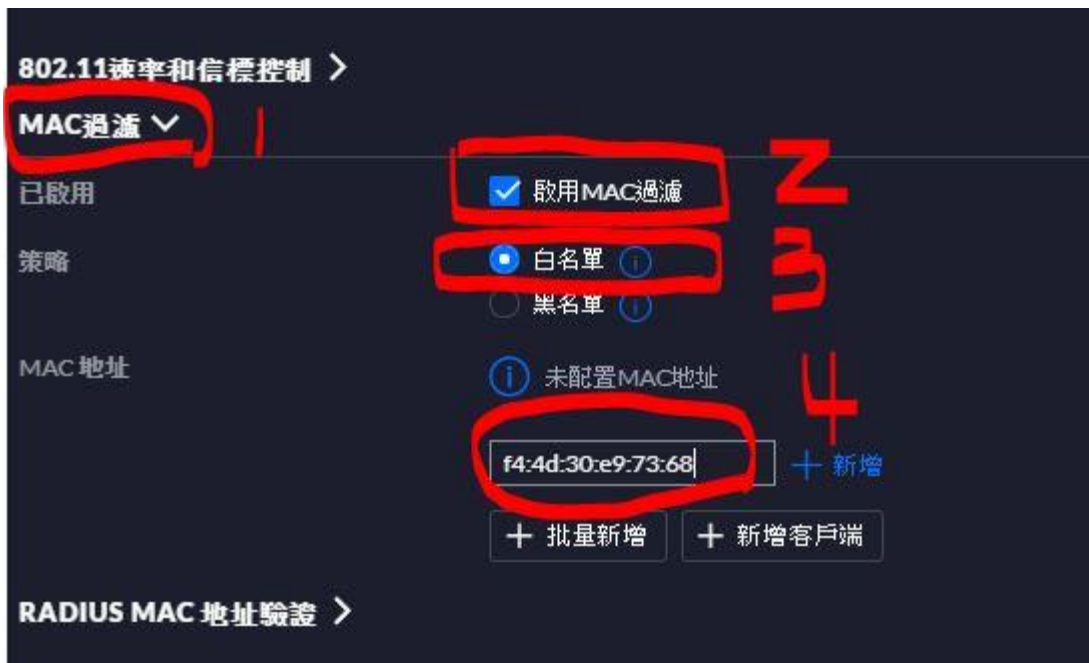 802.11速率和信標控制
MAC過濾 1
已啟用 啟用MAC過濾 2
策略 白名單 3
黑名單
MAC 地址 未配置MAC地址 4
f4:4d:30:e9:73:68 + 新增
+ 批量新增 + 新增客戶端
RADIUS MAC 地址驗證